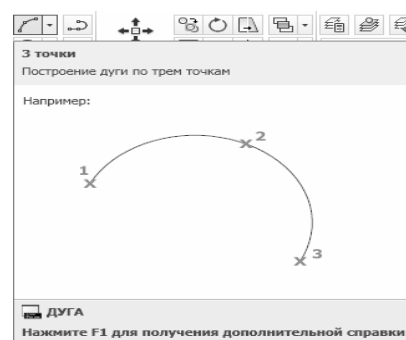 3 точки
Построение дуги по трем точкам
Например:
2
1
3
ДУГА
Нажмите F1 для получения дополнительной справки